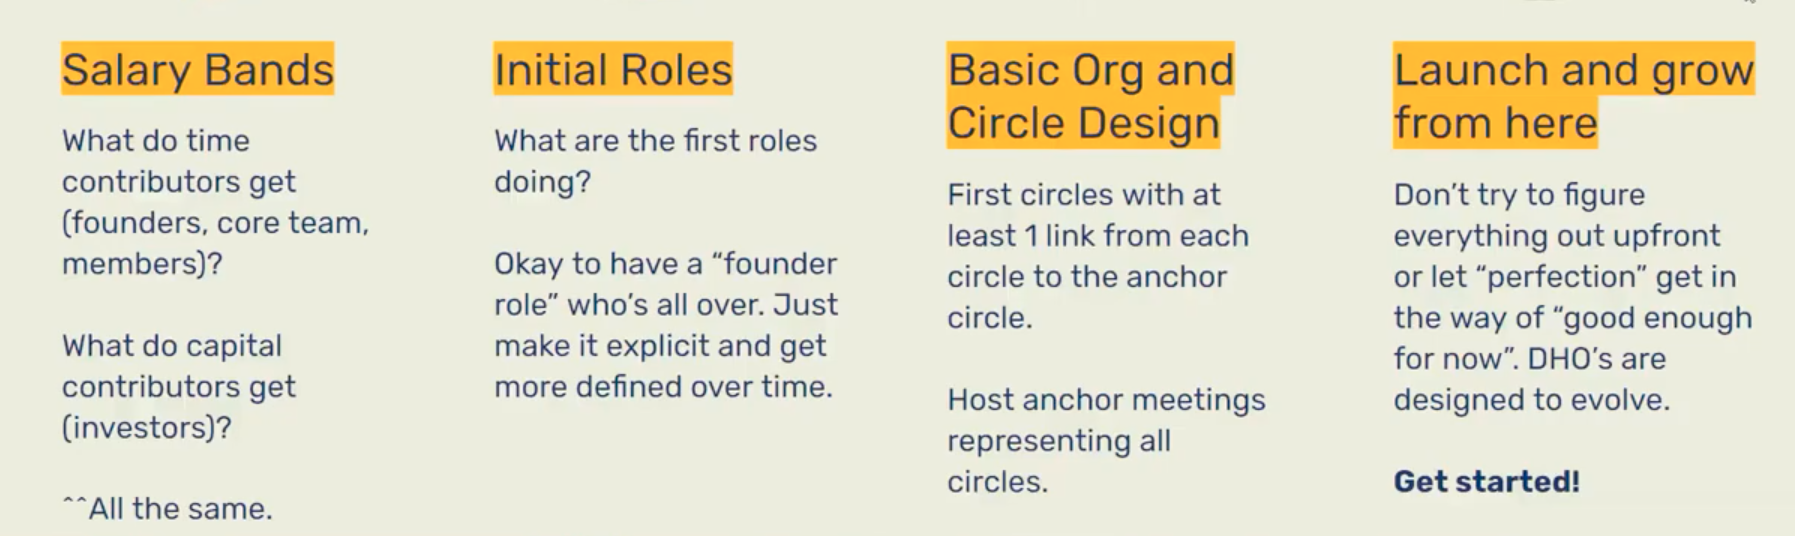 Salary Bands
What do time
contributors get
(founders, core team,
members)?
What do capital
contributors get
(investors)?
^^All the same.
Initial Roles
What are the first roles
doing?
Okay to have a “founder
role” who’s all over. Just
make it explicit and get
more defined over time.
Basic Org and
Circle Design
First circles with at
least 1 link from each
circle to the anchor
circle.
Host anchor meetings
representing all
circles.
Launch and grow
from here
Don’t try to figure
everything out upfront
or let “perfection” get in
the way of “good enough
for now”. DHO’s are
designed to evolve.
Get started!